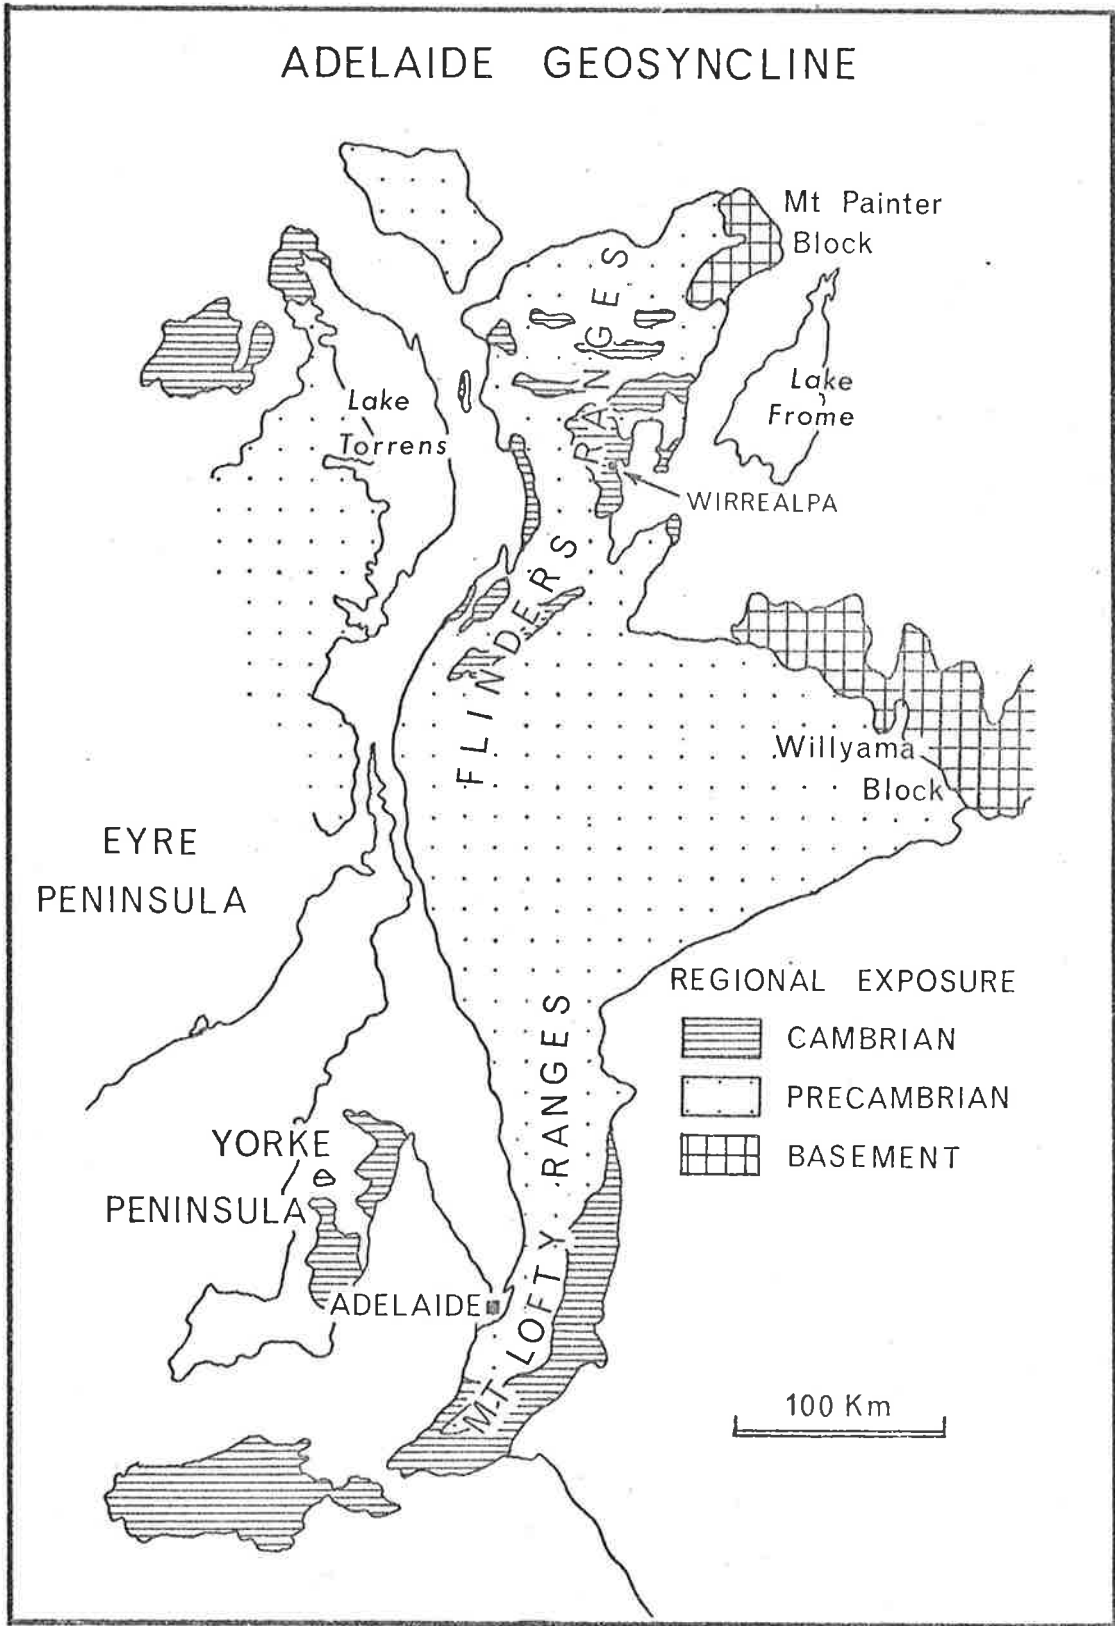 ADELAIDE GEOSYNCLINE
Mt Painter
Block
Lake
Torrens
Lake
Frome
WIRREALPA
FLINDERS RANGES
Willyama
Block
EYRE
PENINSULA
REGIONAL EXPOSURE
CAMBRIAN
PRECAMBRIAN
BASEMENT
YORKE
PENINSULA
ADELAIDE
MT LOFTY RANGES
100 Km